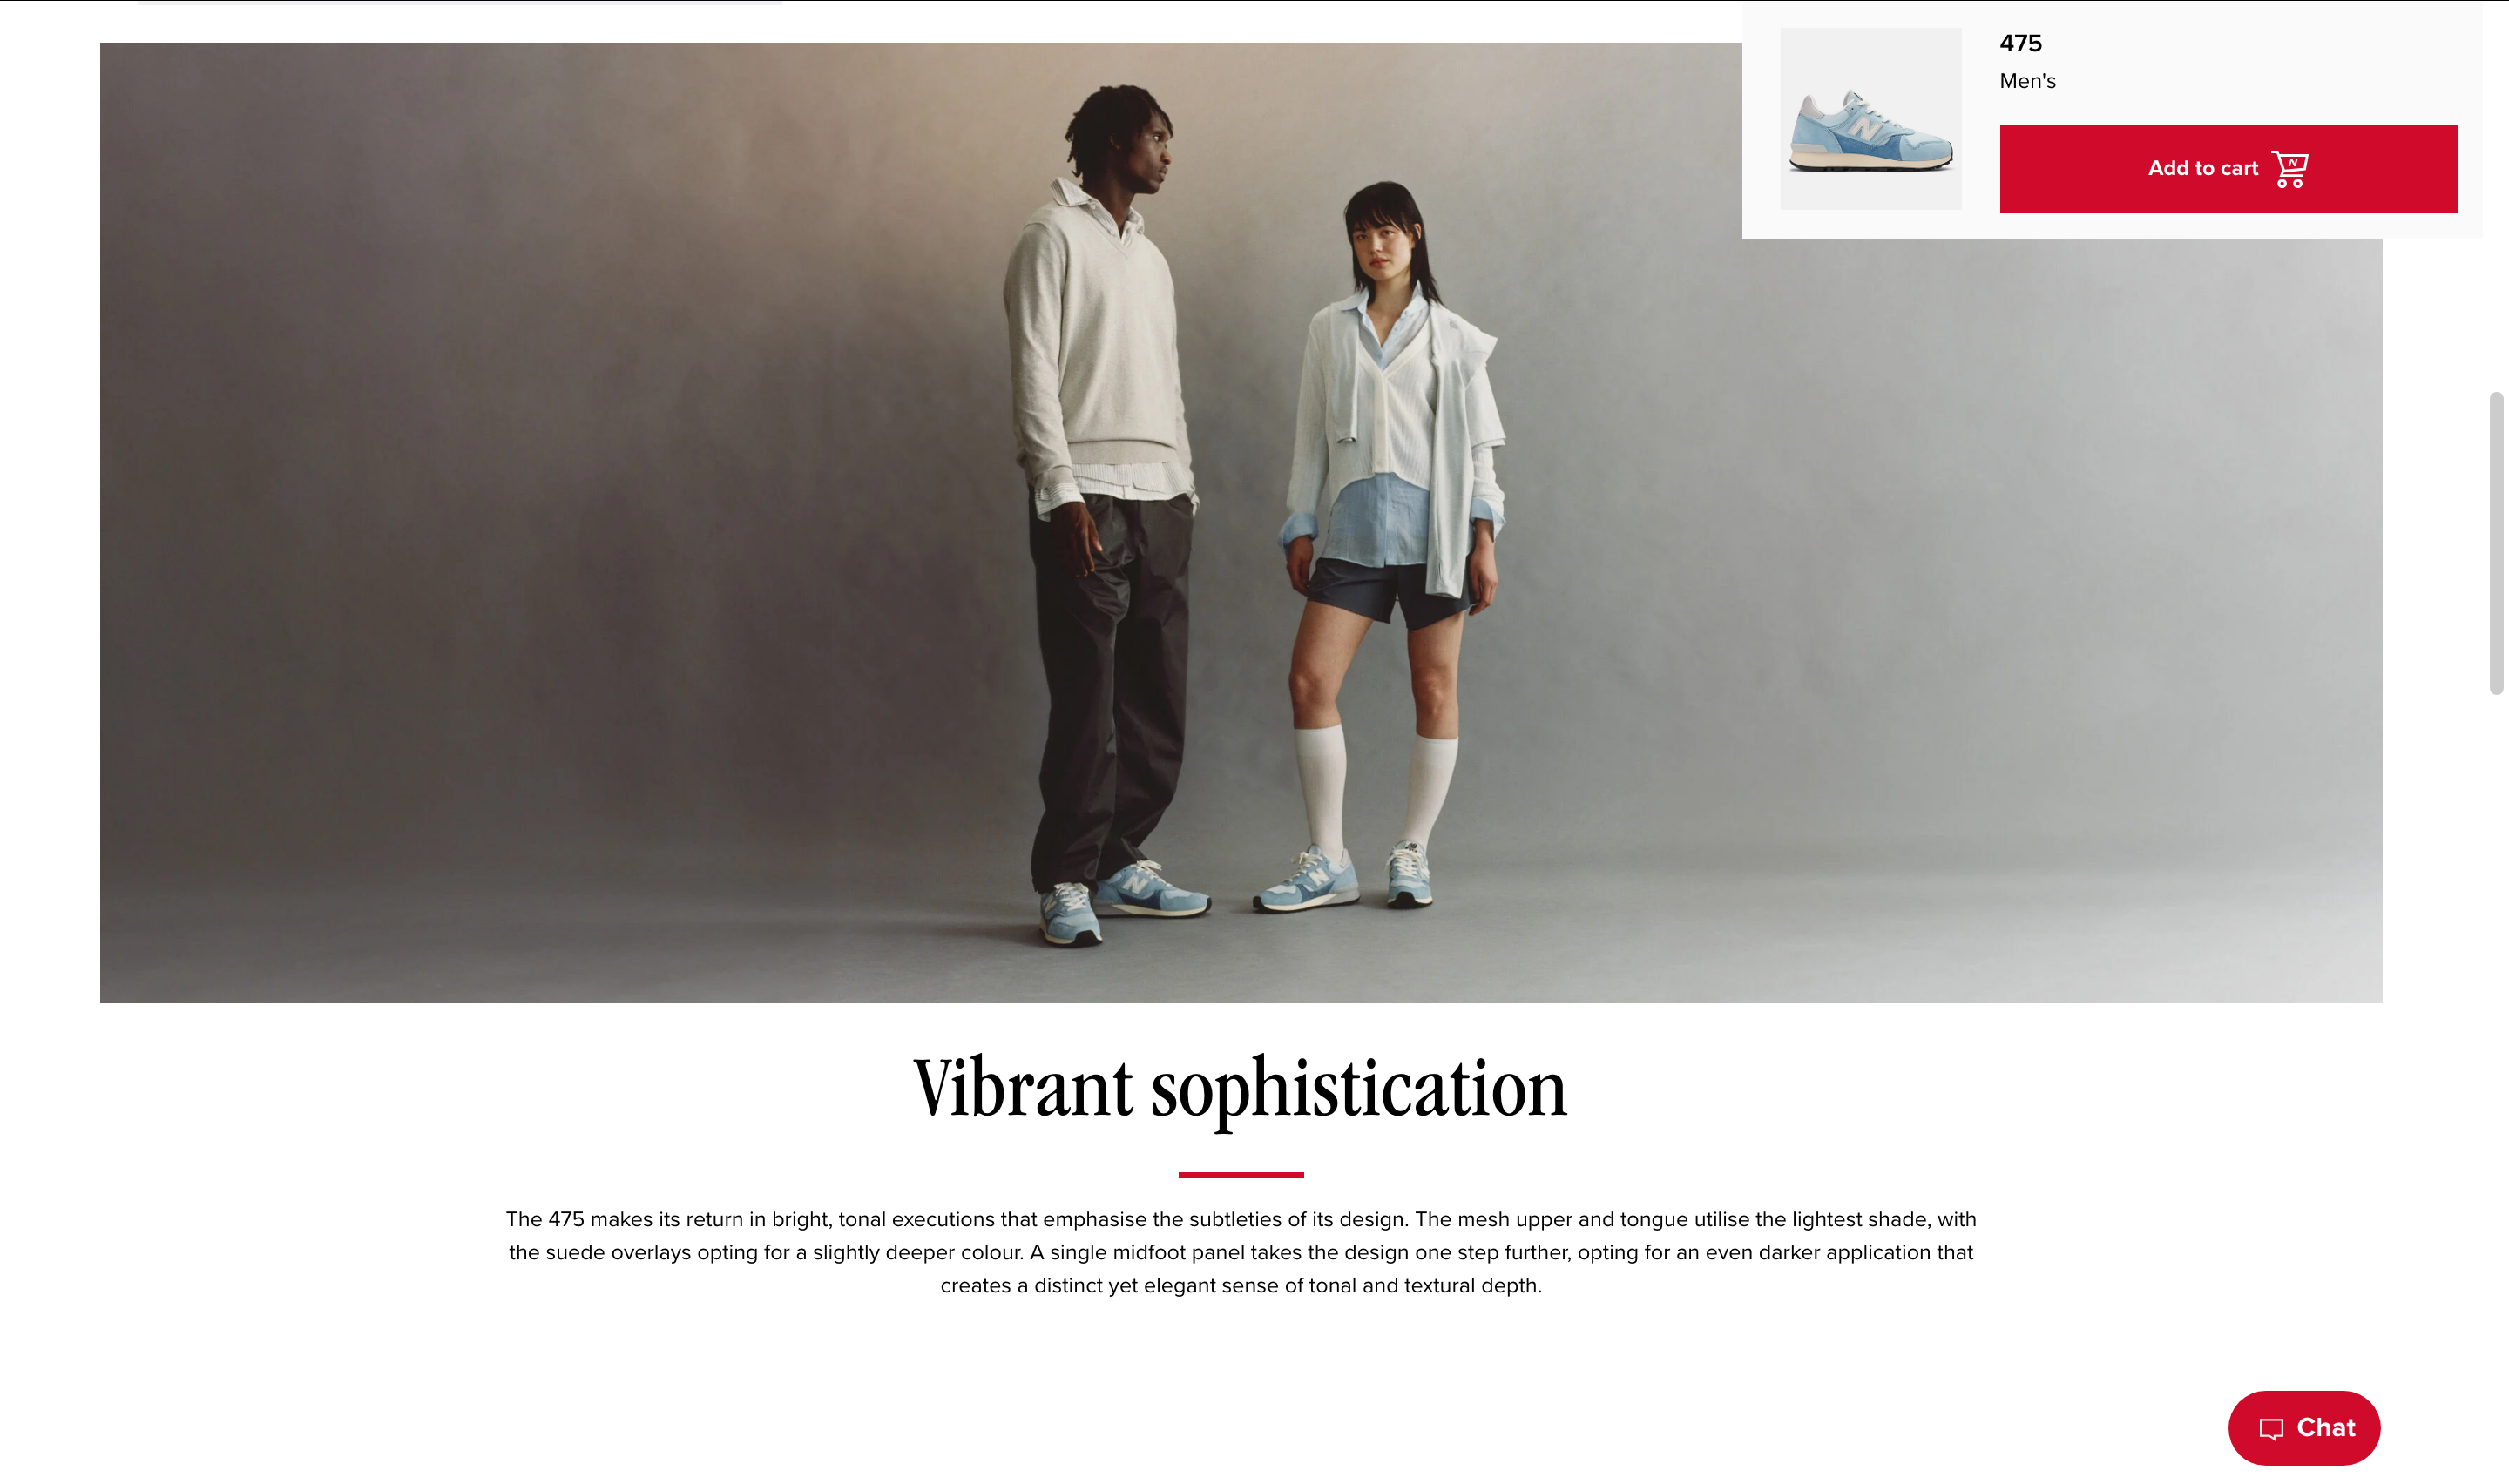 475
Men's
Add to cart
Vibrant sophistication
The 475 makes its return in bright, tonal executions that emphasise the subtleties of its design. The mesh upper and tongue utilise the lightest shade, with
the suede overlays opting for a slightly deeper colour. A single midfoot panel takes the design one step further, opting for an even darker application that
creates a distinct yet elegant sense of tonal and textural depth.
Chat